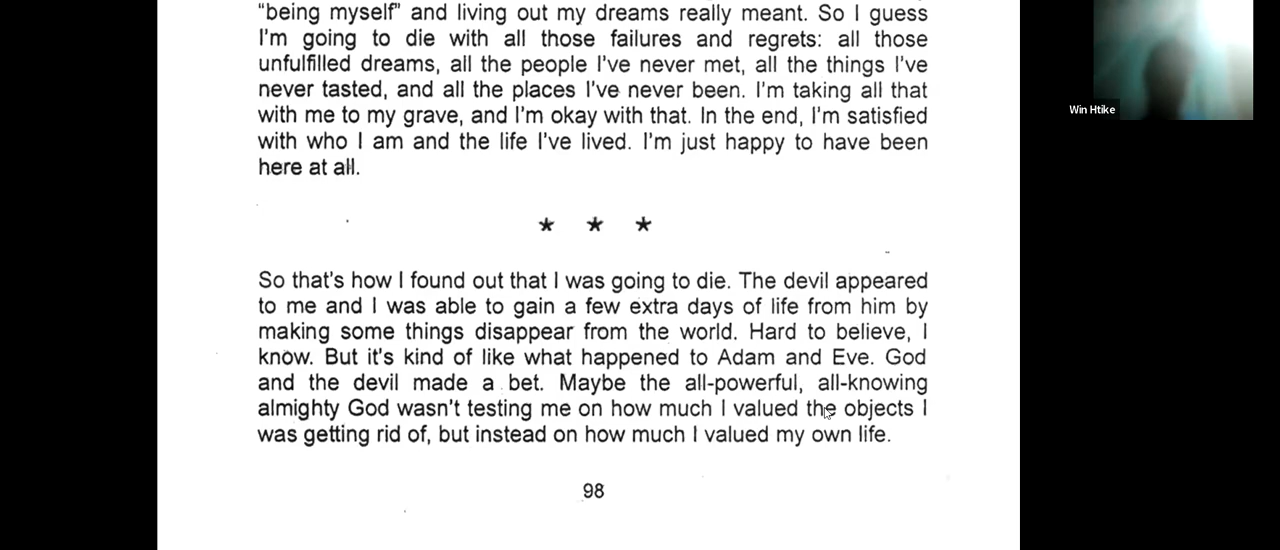 "being myself" and living out my dreams really meant. So I guess
I'm going to die with all those failures and regrets: all those
unfulfilled dreams, all the people I've never met, all the things I've
never tasted, and all the places I've never been. I'm taking all that
with me to my grave, and I'm okay with that. In the end, I'm satisfied
with who I am and the life I've lived. I'm just happy to have been
here at all.
* * *
So that's how I found out that I was going to die. The devil appeared
to me and I was able to gain a few extra days of life from him by
making some things disappear from the world. Hard to believe, I
know. But it's kind of like what happened to Adam and Eve. God
and the devil made a bet. Maybe the all-powerful, all-knowing
almighty God wasn't testing me on how much I valued the objects I
was getting rid of, but instead on how much I valued my own life.
98
Win Htike